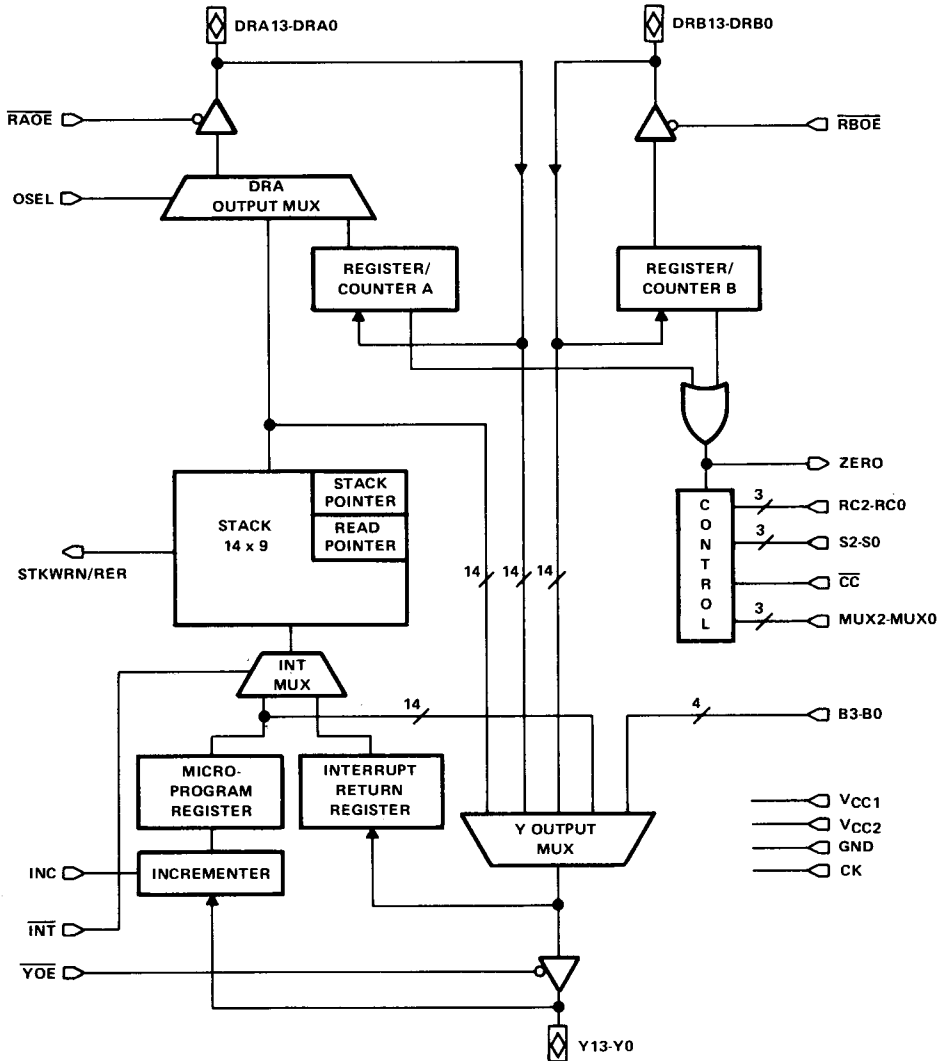 DRA13-DRA0
DRB13-DRB0
RAOE
RBOE
OSEL
DRA
OUTPUT MUX
REGISTER/
COUNTER A
REGISTER/
COUNTER B
ZERO
STACK
POINTER
READ
POINTER
STACK
14 x 9
STKWRN/RER
CONTROL
3
RC2-RC0
3
S2-S0
CC
3
MUX2-MUX0
14
14
14
INT
MUX
14
4
B3-B0
MICRO-
PROGRAM
REGISTER
INTERRUPT
RETURN
REGISTER
Y OUTPUT
MUX
VCC1
VCC2
GND
CK
INC
INCREMENTER
INT
YOE
Y13-Y0